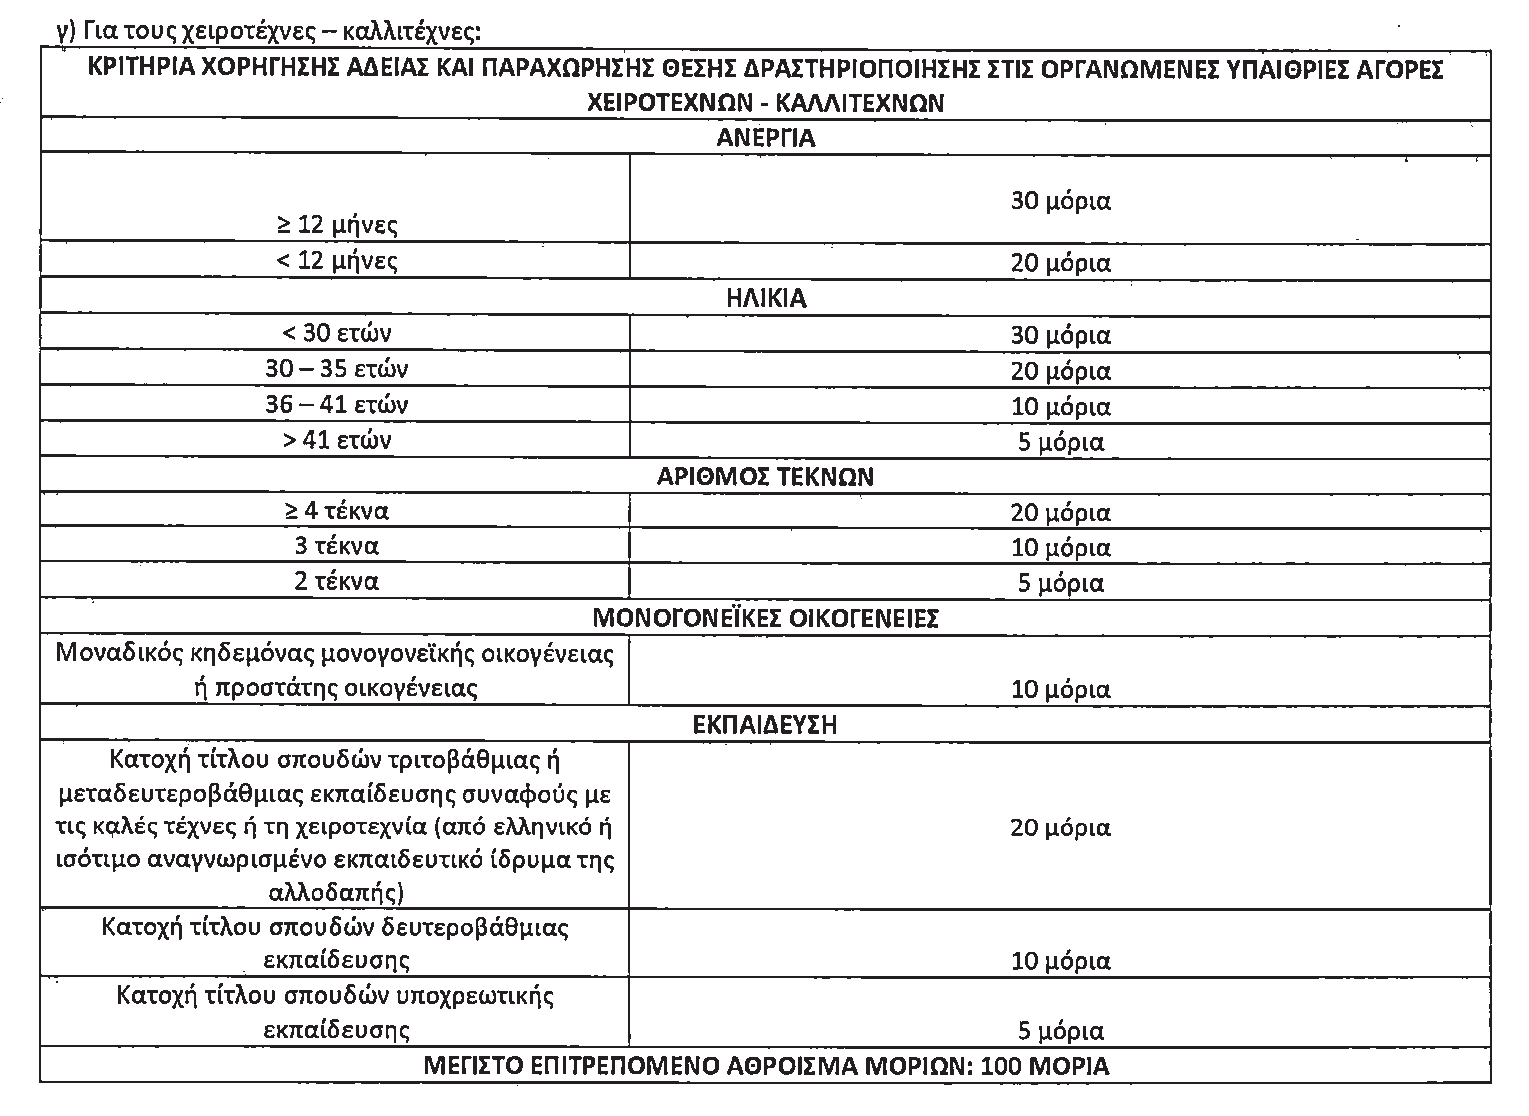 γ) Για τους χειροτέχνες – καλλιτέχνες:
ΚΡΙΤΗΡΙΑ ΧΟΡΗΓΗΣΗΣ ΑΔΕΙΑΣ ΚΑΙ ΠΑΡΑΧΩΡΗΣΗΣ ΘΕΣΗΣ ΔΡΑΣΤΗΡΙΟΠΟΙΗΣΗΣ ΣΤΙΣ ΟΡΓΑΝΩΜΕΝΕΣ ΥΠΑΙΘΡΙΕΣ ΑΓΟΡΕΣ
ΧΕΙΡΟΤΕΧΝΩΝ - ΚΑΛΛΙΤΕΧΝΩΝ
ΑΝΕΡΓΙΑ
≥ 12 μήνες 30 μόρια
< 12 μήνες 20 μόρια
ΗΛΙΚΙΑ
< 30 ετών 30 μόρια
30 – 35 ετών 20 μόρια
36 – 41 ετών 10 μόρια
> 41 ετών 5 μόρια
ΑΡΙΘΜΟΣ ΤΕΚΝΩΝ
≥ 4 τέκνα 20 μόρια
3 τέκνα 10 μόρια
2 τέκνα 5 μόρια
ΜΟΝΟΓΟΝΕΪΚΕΣ ΟΙΚΟΓΕΝΕΙΕΣ
Μοναδικός κηδεμόνας μονογονεϊκής οικογένειας
ή προστάτης οικογένειας 10 μόρια
ΕΚΠΑΙΔΕΥΣΗ
Κατοχή τίτλου σπουδών τριτοβάθμιας ή
μεταδευτεροβάθμιας εκπαίδευσης συναφούς με
τις καλές τέχνες ή τη χειροτεχνία (από ελληνικό ή 20 μόρια
ισότιμο αναγνωρισμένο εκπαιδευτικό ίδρυμα της
αλλοδαπής)
Κατοχή τίτλου σπουδών δευτεροβάθμιας
εκπαίδευσης 10 μόρια
Κατοχή τίτλου σπουδών υποχρεωτικής
εκπαίδευσης 5 μόρια
ΜΕΓΙΣΤΟ ΕΠΙΤΡΕΠΟΜΕΝΟ ΑΘΡΟΙΣΜΑ ΜΟΡΙΩΝ: 100 ΜΟΡΙΑ